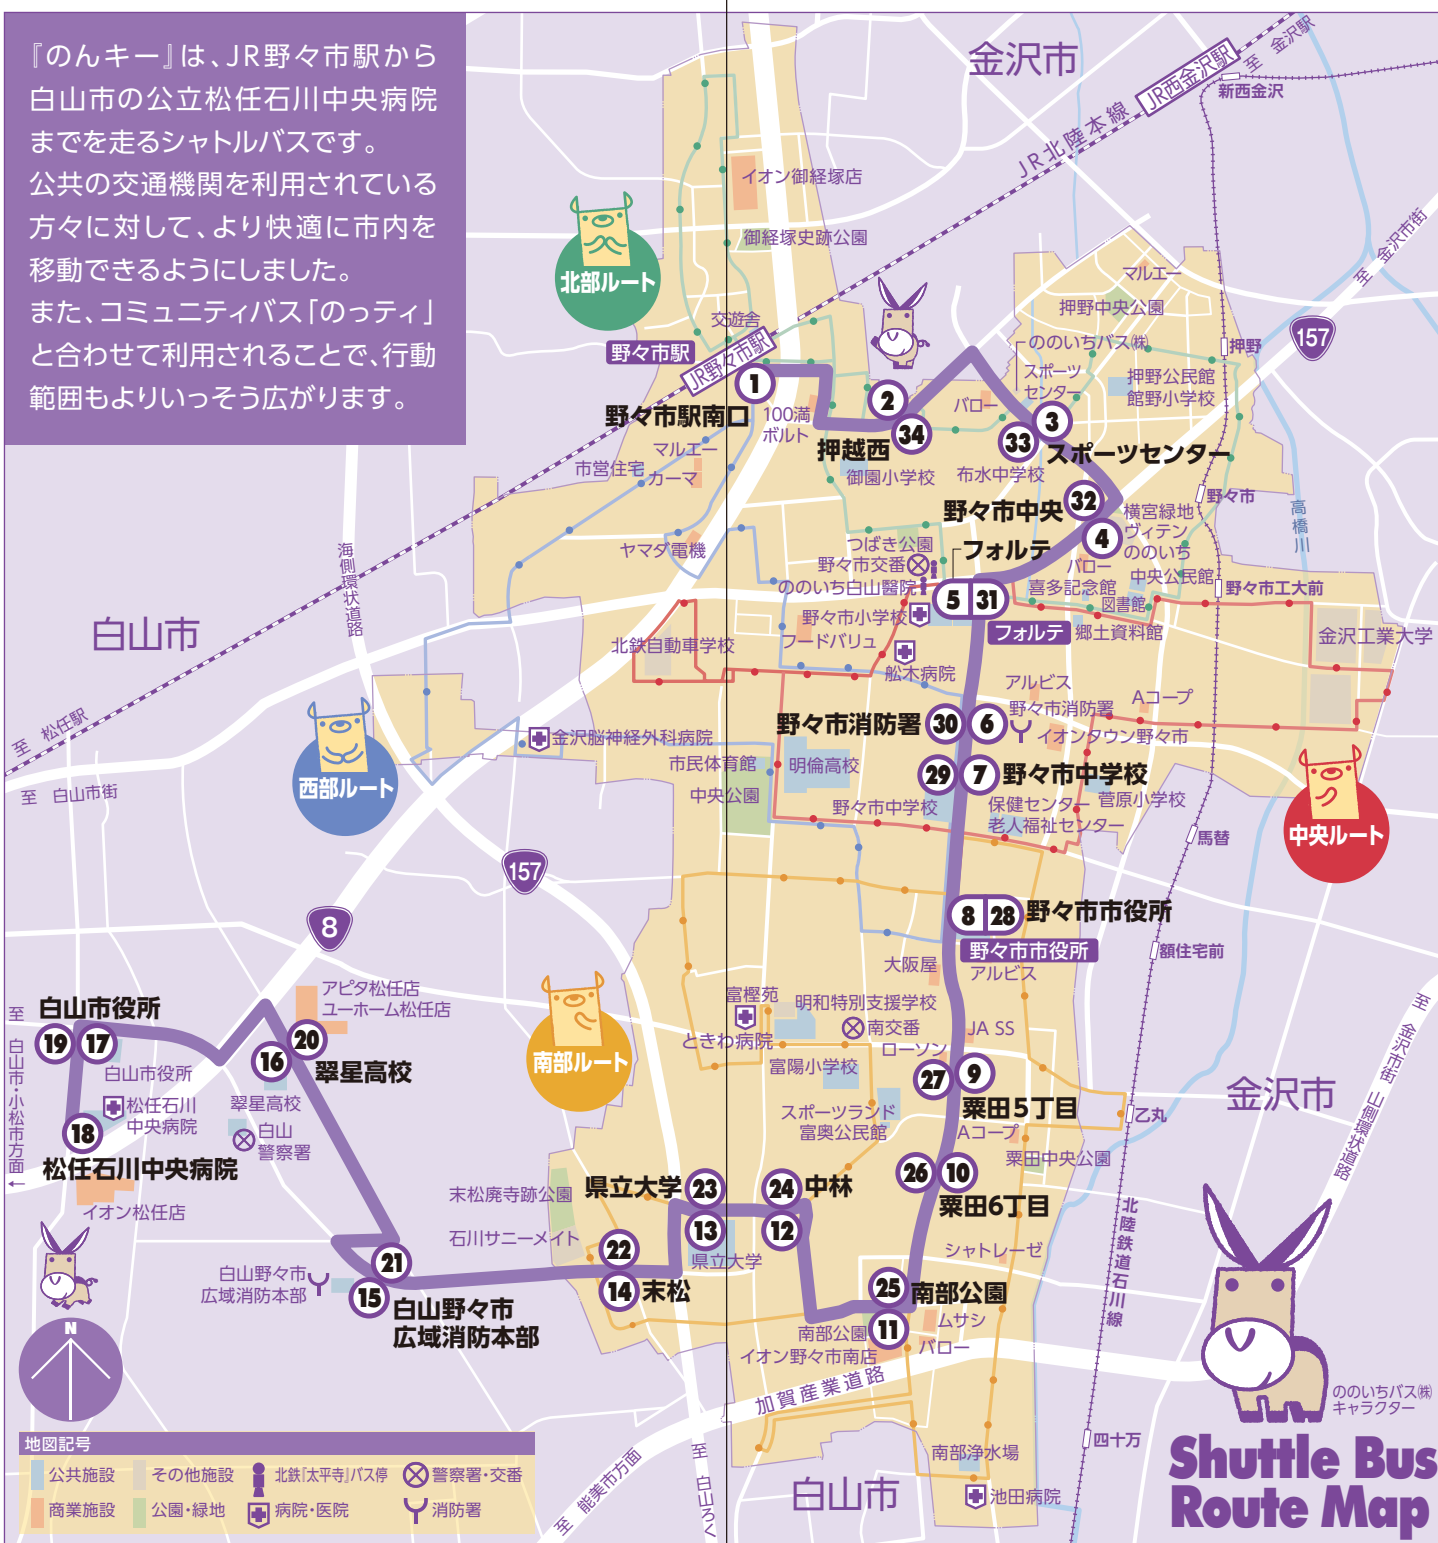 『のんキー』は、JR野々市駅から
白山市の公立松任石川中央病院
までを走るシャトルバスです。
公共の交通機関を利用されている
方々に対して、より快適に市内を
移動できるようにしました。
また、コミュニティバス「のっティ」
と合わせて利用されることで、行動
範囲もよりいっそう広がります。
金沢市
至 金沢駅
JR西金沢駅
新西金沢
JR北陸本線
イオン御経塚店
御経塚史跡公園
北部ルート
至 金沢市街
157
マルエー
押野中央公園
ののいちバス㈱
押野
スポーツ
センター
押野公民館
館野小学校
交遊舎
野々市駅
JR野々市駅
1
野々市駅南口
100満
ボルト
2
34
押越西
バロー
3
33
スポーツセンター
御園小学校
布水中学校
マルエー
市営住宅
カーマ
ヤマダ電機
野々市中央
32
4
横宮緑地
ヴィテン
ののいち
野々市
高橋川
海側環状道路
つばき公園
野々市交番
ののいち白山醫院
フォルテ
5
31
フォルテ
バロー
喜多記念館
中央公民館
図書館
野々市工大前
郷土資料館
金沢工業大学
白山市
野々市小学校
フードバリュ
北鉄自動車学校
舩木病院
至 松任駅
至 白山市街
アルビス
Aコープ
野々市消防署
30
6
野々市消防署
イオンタウン野々市
金沢脳神経外科病院
西部ルート
市民体育館
明倫高校
29
7
野々市中学校
中央公園
野々市中学校
保健センター
老人福祉センター
菅原小学校
中央ルート
馬替
157
8
8
28
野々市市役所
野々市市役所
大阪屋
アルビス
額住宅前
アピタ松任店
ユーホーム松任店
白山市役所
19
17
16
20
翠星高校
白山市役所
翠星高校
松任石川
中央病院
白山
警察署
18
松任石川中央病院
イオン松任店
至 白山市・小松市方面 ←
南部ルート
富樫苑
ときわ病院
明和特別支援学校
南交番
JA SS
ローソン
27
9
粟田5丁目
富陽小学校
スポーツランド
富奥公民館
Aコープ
乙丸
粟田中央公園
金沢市
至 金沢市街
山側環状道路
26
10
粟田6丁目
末松廃寺跡公園
石川サニーメイト
県立大学
23
13
県立大学
24
12
中林
22
14
末松
シャトレーゼ
北陸鉄道石川線
白山野々市
広域消防本部
21
15
白山野々市
広域消防本部
25
南部公園
11
南部公園
ムサシ
バロー
イオン野々市南店
加賀産業道路
N
ののいちバス㈱
キャラクター
四十万
南部浄水場
池田病院
白山市
至 能美市方面
至 白山ろく
地図記号
公共施設
その他施設
北鉄『太平寺』バス停
警察署・交番
商業施設
公園・緑地
病院・医院
消防署
Shuttle Bus
Route Map